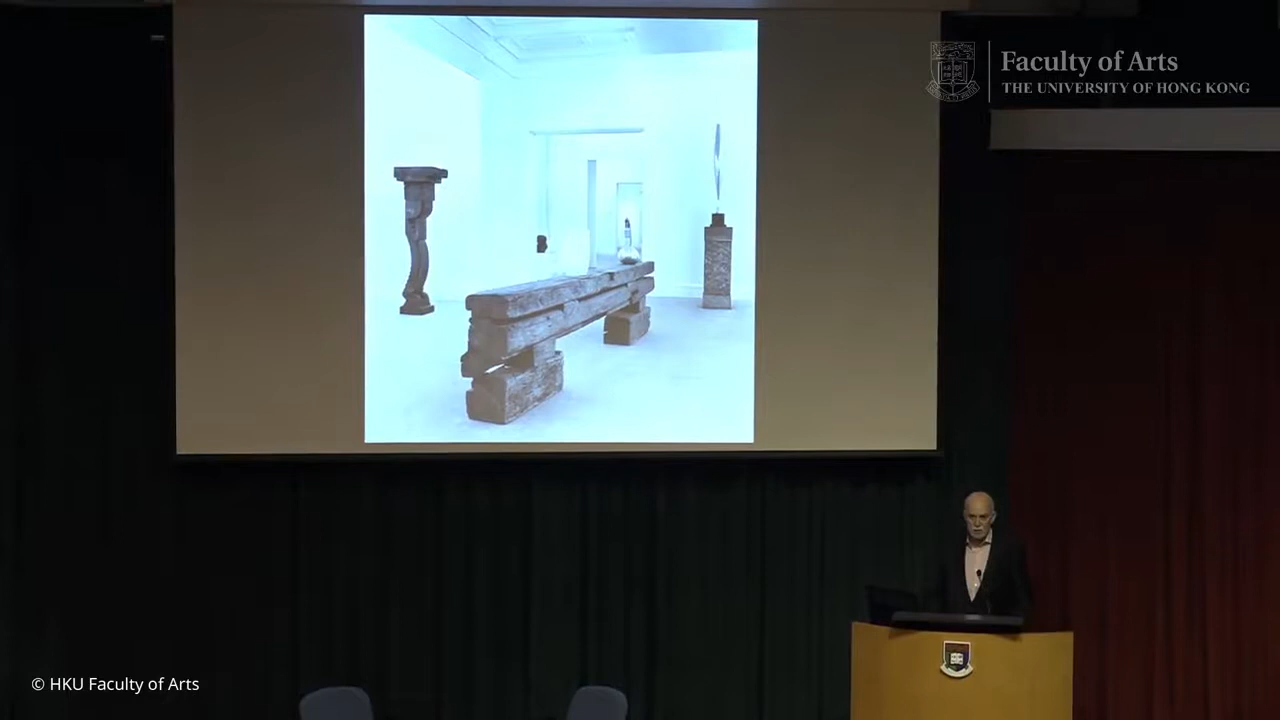 Faculty of Arts
THE UNIVERSITY OF HONG KONG
© HKU Faculty of Arts